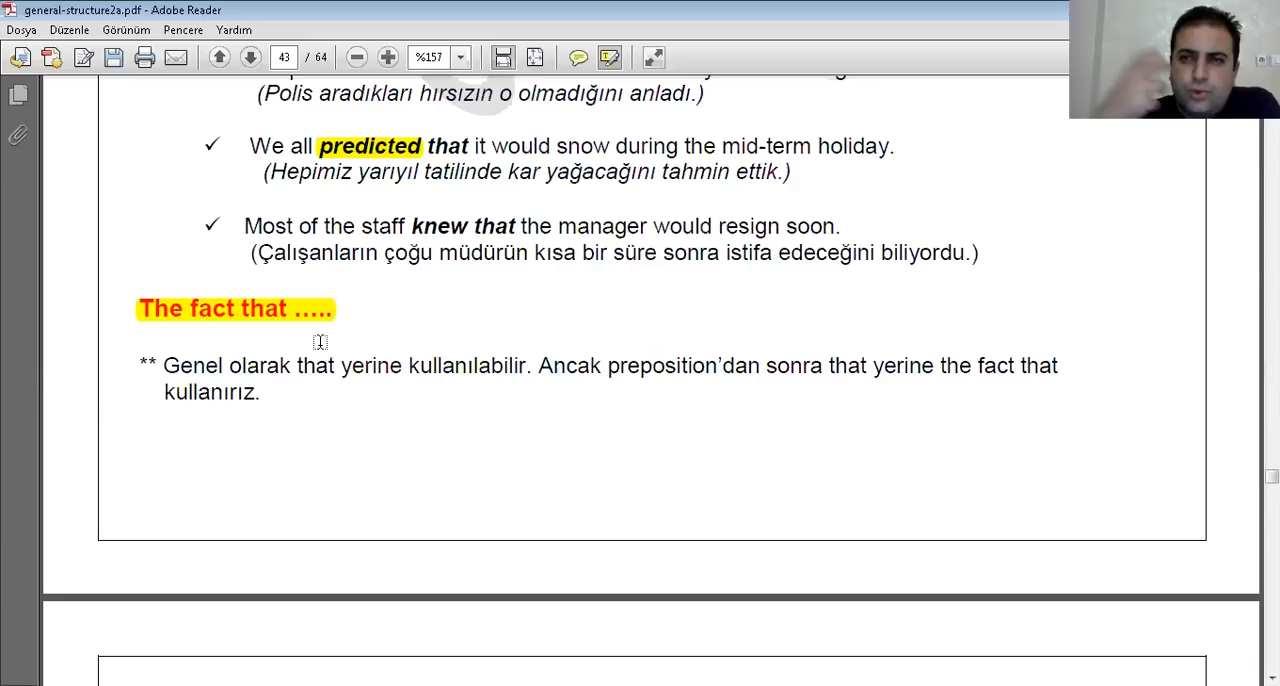 general-structure2a.pdf - Adobe Reader
Dosya Düzenle Görünüm Pencere Yardım
43 / 64 %157
(Polis aradıkları hırsızın o olmadığını anladı.)
✓ We all predicted that it would snow during the mid-term holiday.
(Hepimiz yarıyıl tatilinde kar yağacağını tahmin ettik.)
✓ Most of the staff knew that the manager would resign soon.
(Çalışanların çoğu müdürün kısa bir süre sonra istifa edeceğini biliyordu.)
The fact that …..
** Genel olarak that yerine kullanılabilir. Ancak preposition’dan sonra that yerine the fact that
kullanırız.